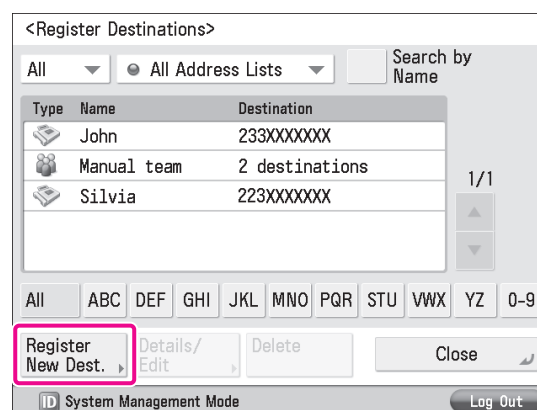 <Register Destinations>
All All Address Lists Search by
Name
Type Name Destination
John 233XXXXXXX
Manual team 2 destinations
Silvia 223XXXXXXX
1/1
All ABC DEF GHI JKL MNO PQR STU VWX YZ 0-9
Register
New Dest.
Details/
Edit
Delete
Close
ID System Management Mode Log Out